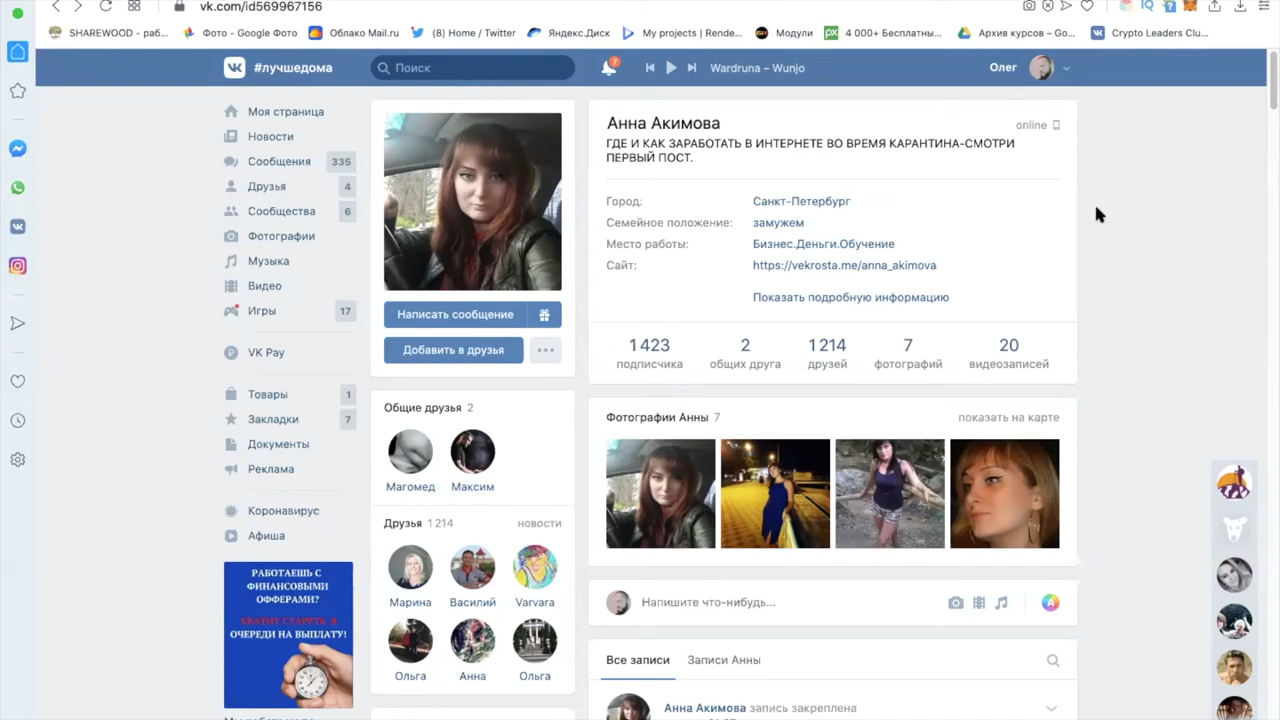 vk.com/id569967156
SHAREWOOD - раб...
Фото - Google Фото
Облако Mail.ru
(8) Home / Twitter
Яндекс.Диск
My projects | Rende...
Модули
4 000+ Бесплатны...
Архив курсов – Go...
Crypto Leaders Clu...
#лучшедома
Поиск
7
Wardruna – Wunjo
Олег
Моя страница
Новости
Сообщения 335
Друзья 4
Сообщества 6
Фотографии
Музыка
Видео
Игры 17
VK Pay
Товары 1
Закладки 7
Документы
Реклама
Коронавирус
Афиша
РАБОТАЕШЬ С
ФИНАНСОВЫМИ
ОФФЕРАМИ?
ХВАТИТ СТАРЕТЬ В
ОЧЕРЕДИ НА ВЫПЛАТУ!
Написать сообщение
Добавить в друзья
Общие друзья 2
Магомед
Максим
Друзья 1 214
новости
Марина
Василий
Varvara
Ольга
Анна
Ольга
Анна Акимова
online
ГДЕ И КАК ЗАРАБОТАТЬ В ИНТЕРНЕТЕ ВО ВРЕМЯ КАРАНТИНА-СМОТРИ
ПЕРВЫЙ ПОСТ.
Город: Санкт-Петербург
Семейное положение: замужем
Место работы: Бизнес.Деньги.Обучение
Сайт: https://vekrosta.me/anna_akimova
Показать подробную информацию
1 423 2 1 214 7 20
подписчика общих друга друзей фотографий видеозаписей
Фотографии Анны 7
показать на карте
Напишите что-нибудь...
Все записи Записи Анны
Анна Акимова запись закреплена